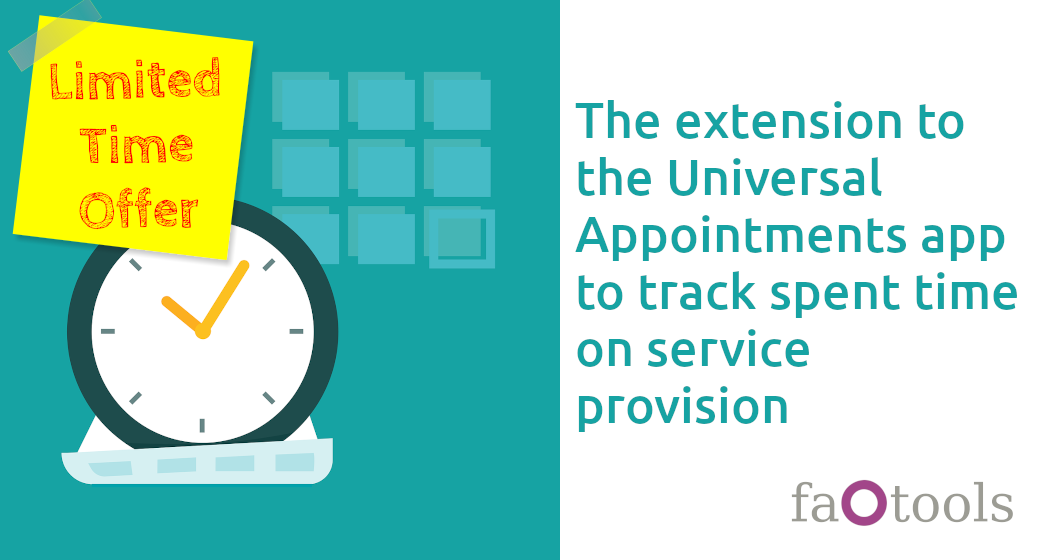 Limited
Time
Offer
The extension to
the Universal
Appointments app
to track spent time
on service
provision
faOtools